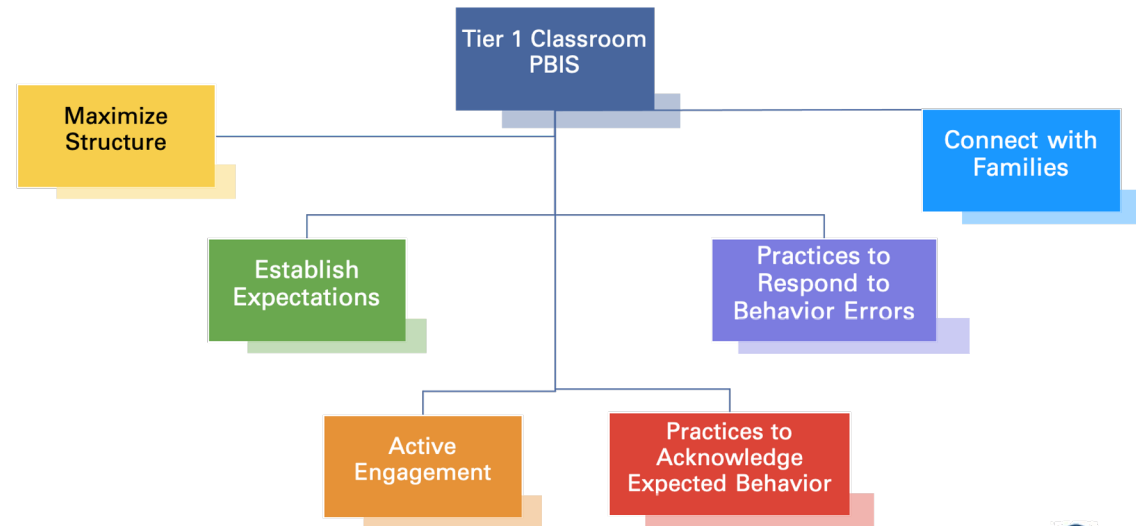 Tier 1 Classroom
PBIS
Maximize
Structure
Connect with
Families
Establish
Expectations
Practices to
Respond to
Behavior Errors
Active
Engagement
Practices to
Acknowledge
Expected Behavior